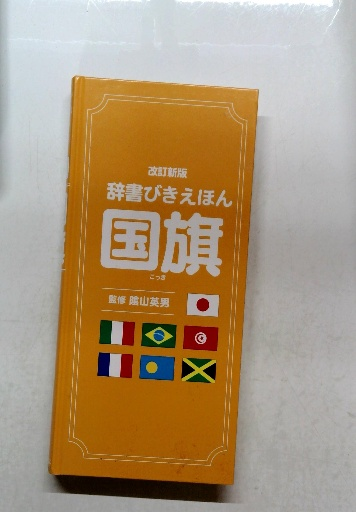 改訂新版
辞書びきえほん
国旗
こっき
監修 陰山英男